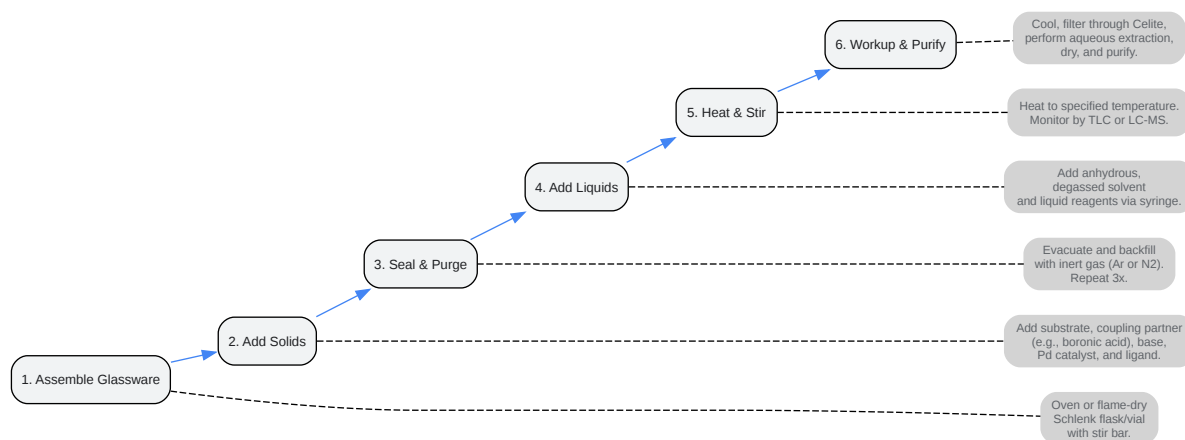 6. Workup & Purify
Cool, filter through Celite,
perform aqueous extraction,
dry, and purify.
5. Heat & Stir
Heat to specified temperature.
Monitor by TLC or LC-MS.
4. Add Liquids
Add anhydrous,
degassed solvent
and liquid reagents via syringe.
3. Seal & Purge
Evacuate and backfill
with inert gas (Ar or N2).
Repeat 3x.
2. Add Solids
Add substrate, coupling partner
(e.g., boronic acid), base,
Pd catalyst, and ligand.
1. Assemble Glassware
Oven or flame-dry
Schlenk flask/vial
with stir bar.